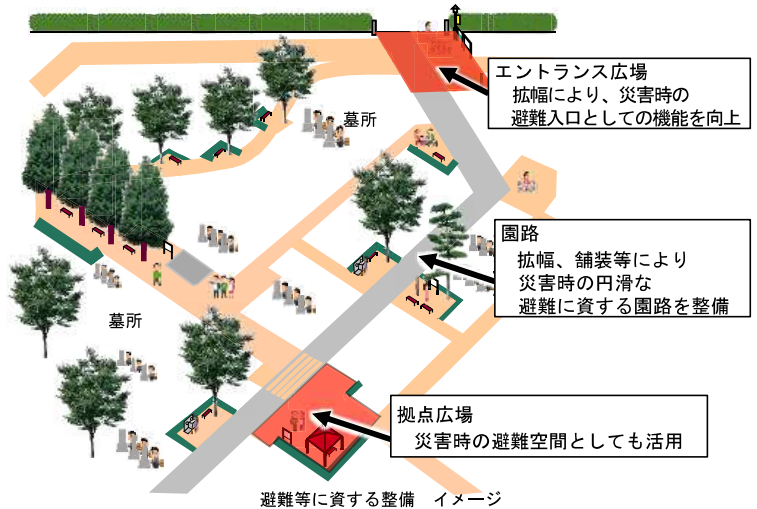 エントランス広場
拡幅により、災害時の
避難入口としての機能を向上
墓所
園路
拡幅、舗装等により
災害時の円滑な
避難に資する園路を整備
墓所
拠点広場
災害時の避難空間としても活用
避難等に資する整備　イメージ